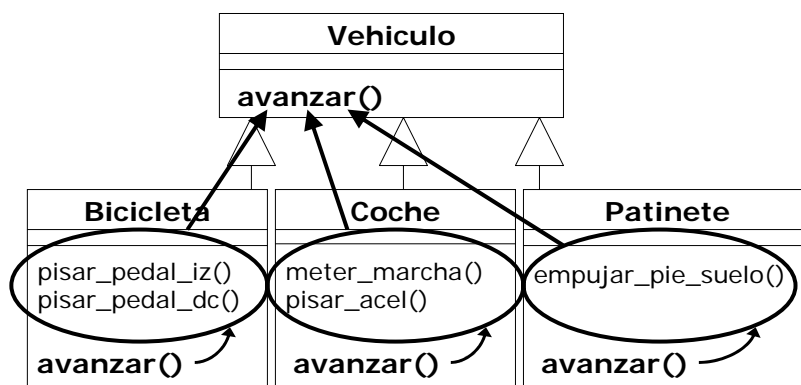 Vehiculo
avanzar()
Bicicleta
pisar_pedal_iz()
pisar_pedal_dc()
avanzar()
Coche
meter_marcha()
pisar_acel()
avanzar()
Patinete
empujar_pie_suelo()
avanzar()